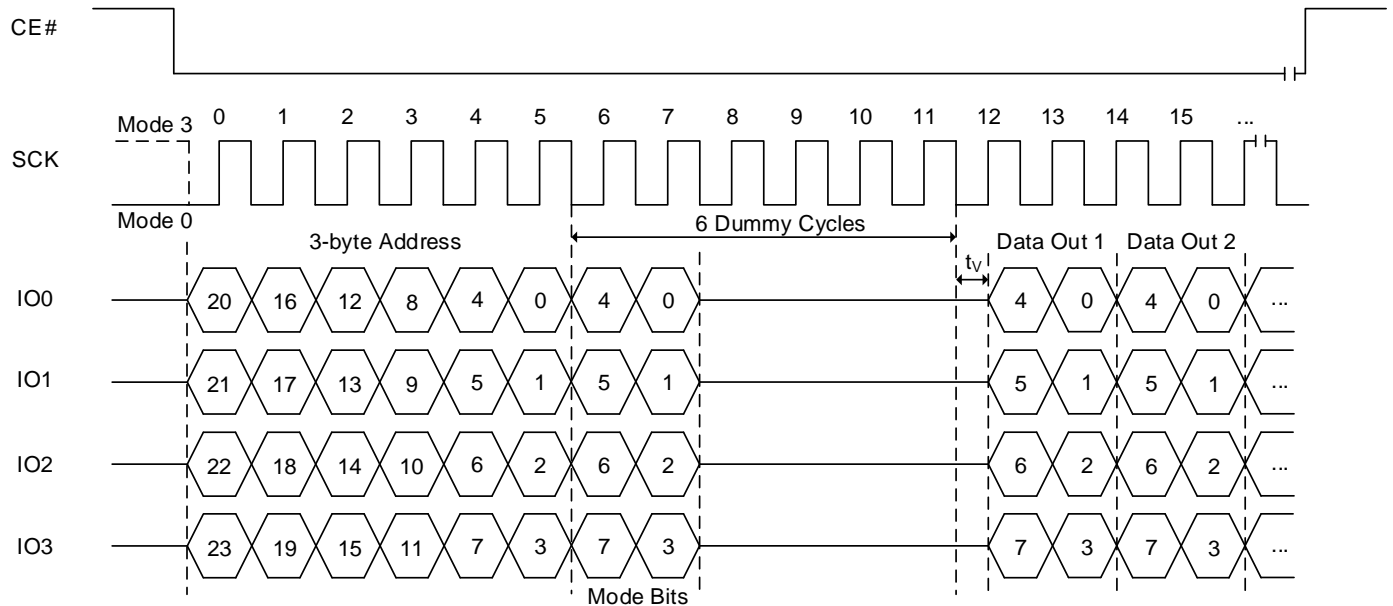 CE#
Mode 3 0 1 2 3 4 5 6 7 8 9 10 11 12 13 14 15 ...
SCK
Mode 0
6 Dummy Cycles
3-byte Address Data Out 1 Data Out 2
tV
IO0 20 16 12 8 4 0 4 0 4 0 4 0 ...
IO1 21 17 13 9 5 1 5 1 5 1 5 1 ...
IO2 22 18 14 10 6 2 6 2 6 2 6 2 ...
IO3 23 19 15 11 7 3 7 3 7 3 7 3 ...
Mode Bits